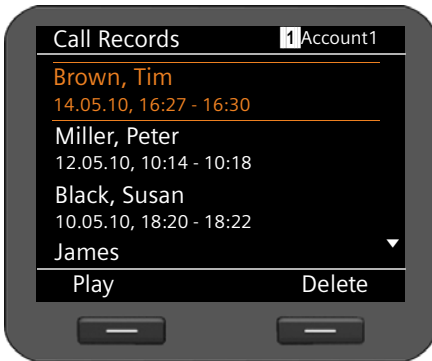 Call Records 1 Account1
Brown, Tim
14.05.10, 16:27 - 16:30
Miller, Peter
12.05.10, 10:14 - 10:18
Black, Susan
10.05.10, 18:20 - 18:22
James
Play Delete